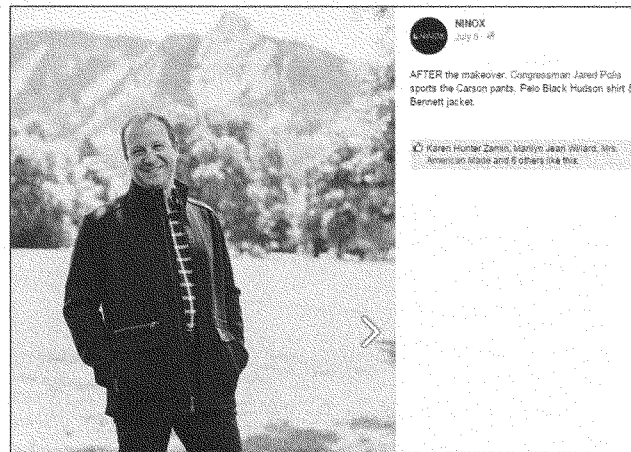 NINOX
July 6 ·
AFTER the makeover. Congressman Jared Polis
sports the Carson pants, Pelo Black Hudson shirt &
Bennett jacket.
Karen Hunter Zamin, Marilyn Jean Willard, Mrs.
American Made and 6 others like this.